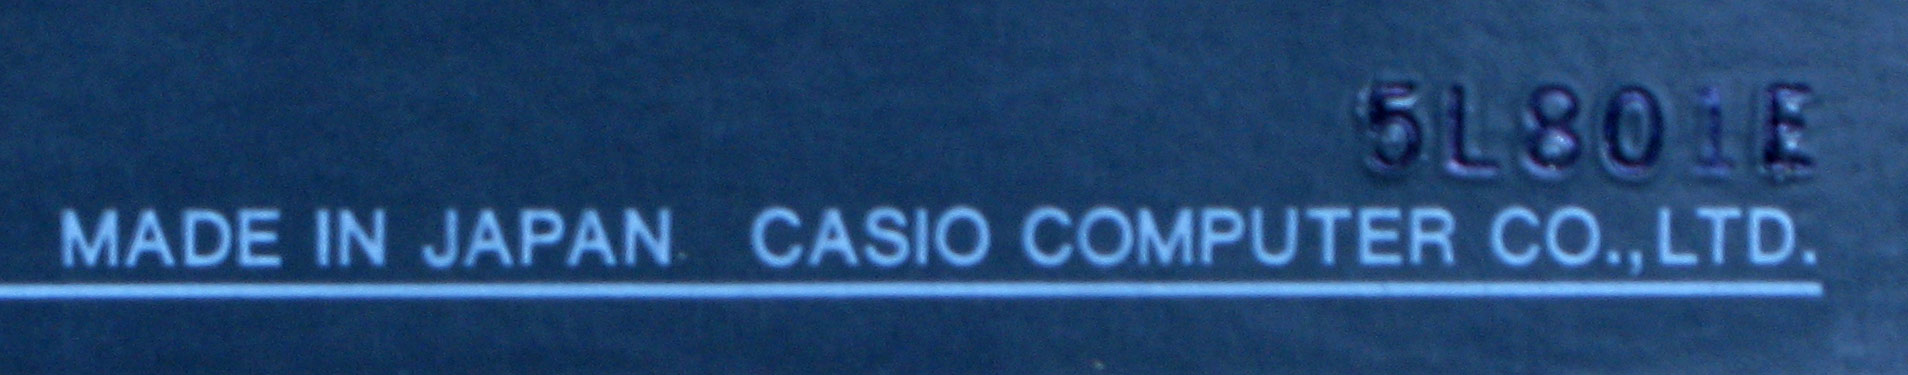 5L801E
MADE IN JAPAN CASIO COMPUTER CO.,LTD.